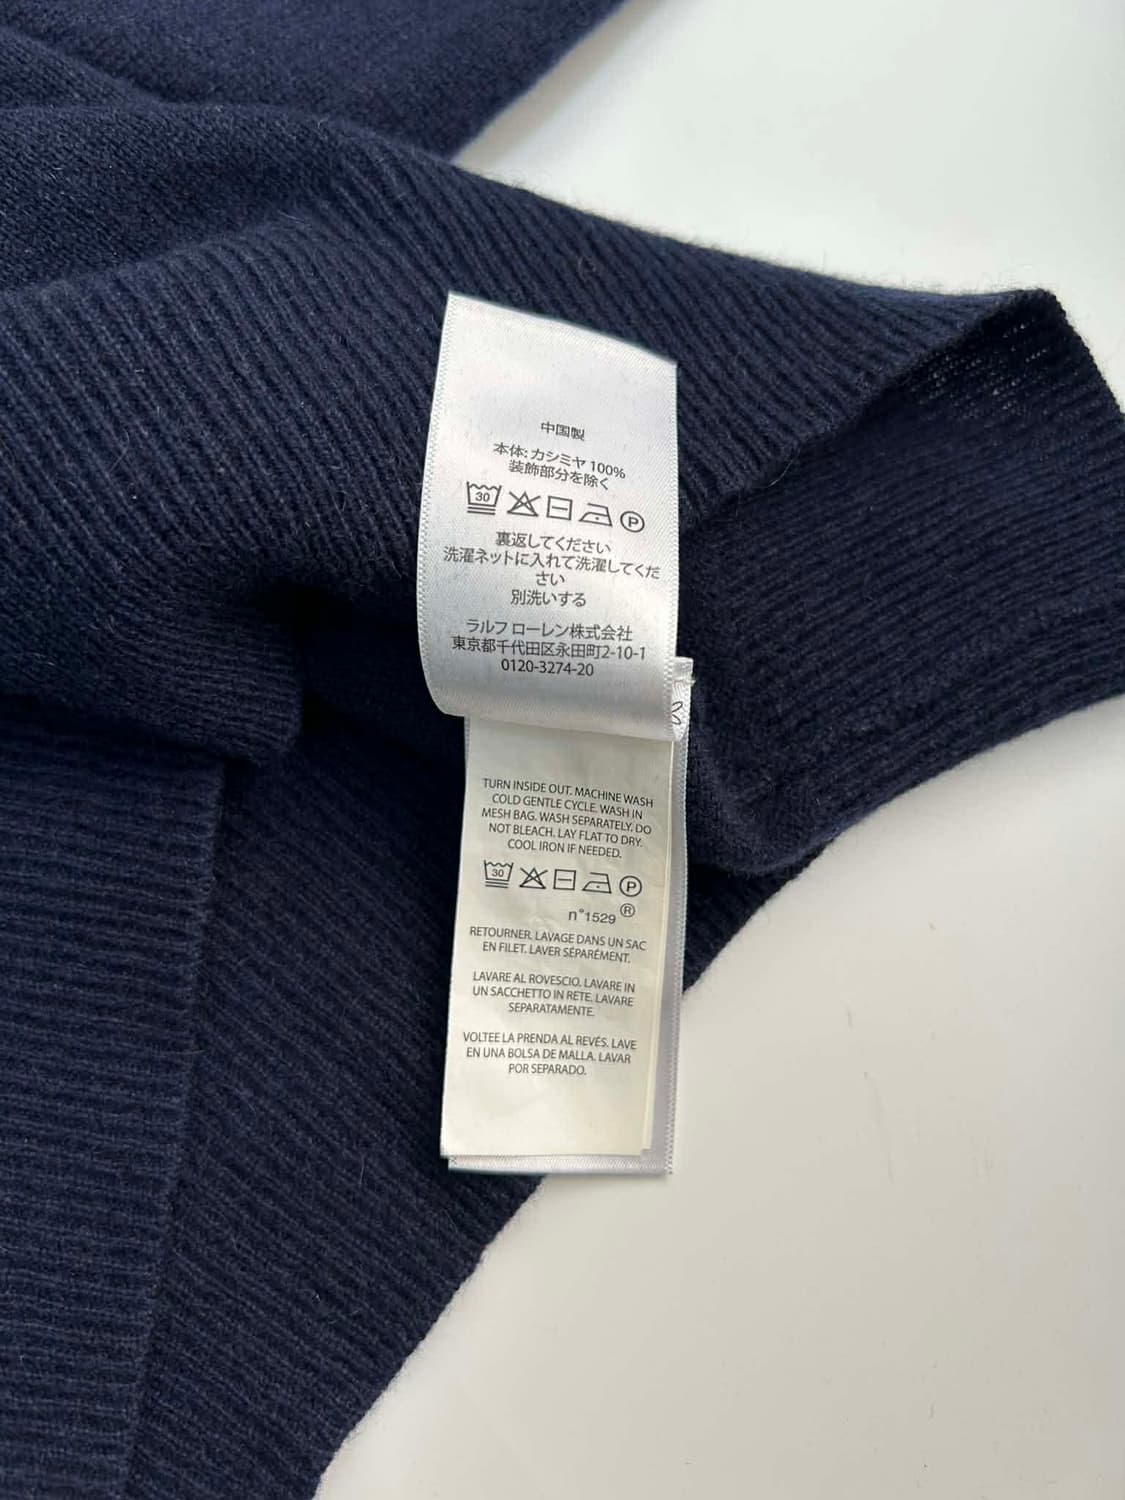 中国製
本体: カシミヤ 100%
装飾部分を除く
30 P
裏返してください
洗濯ネットに入れて洗濯してくだ
さい
別洗いする
ラルフ ローレン株式会社
東京都千代田区永田町2-10-1
0120-3274-20
TURN INSIDE OUT. MACHINE WASH
COLD GENTLE CYCLE. WASH IN
MESH BAG. WASH SEPARATELY. DO
NOT BLEACH. LAY FLAT TO DRY.
COOL IRON IF NEEDED.
30 P
n°1529 ®
RETOURNER. LAVAGE DANS UN SAC
EN FILET. LAVER SÉPARÉMENT.
LAVARE AL ROVESCIO. LAVARE IN
UN SACCHETTO IN RETE. LAVARE
SEPARATAMENTE.
VOLTEE LA PRENDA AL REVÉS. LAVE
EN UNA BOLSA DE MALLA. LAVAR
POR SEPARADO.